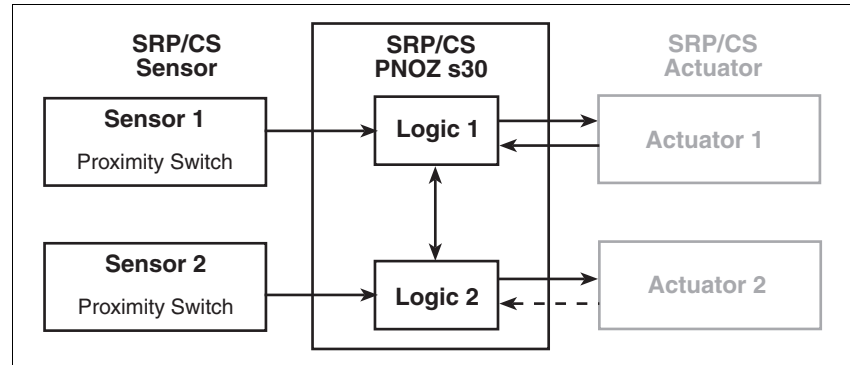 SRP/CS
Sensor
SRP/CS
PNOZ s30
SRP/CS
Actuator
Sensor 1
Proximity Switch
Logic 1
Actuator 1
Sensor 2
Proximity Switch
Logic 2
Actuator 2